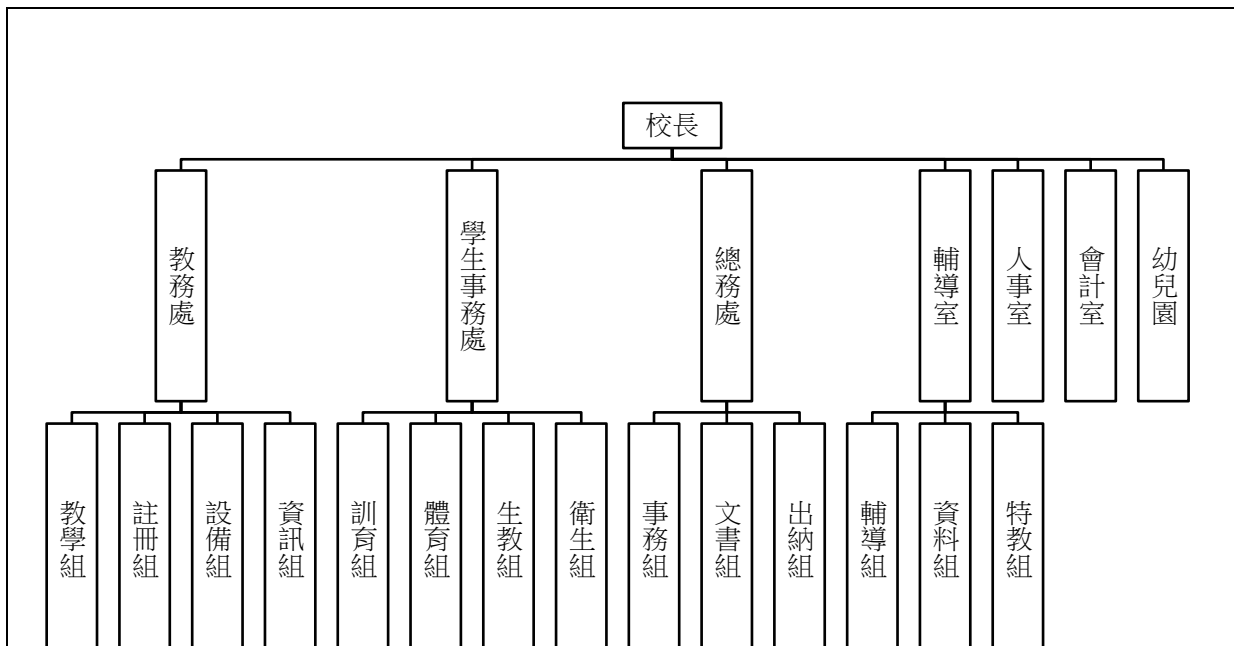 校長
教務處
學生事務處
總務處
輔導室
人事室
會計室
幼兒園
教學組
註冊組
設備組
資訊組
訓育組
體育組
生教組
衛生組
事務組
文書組
出納組
輔導組
資料組
特教組